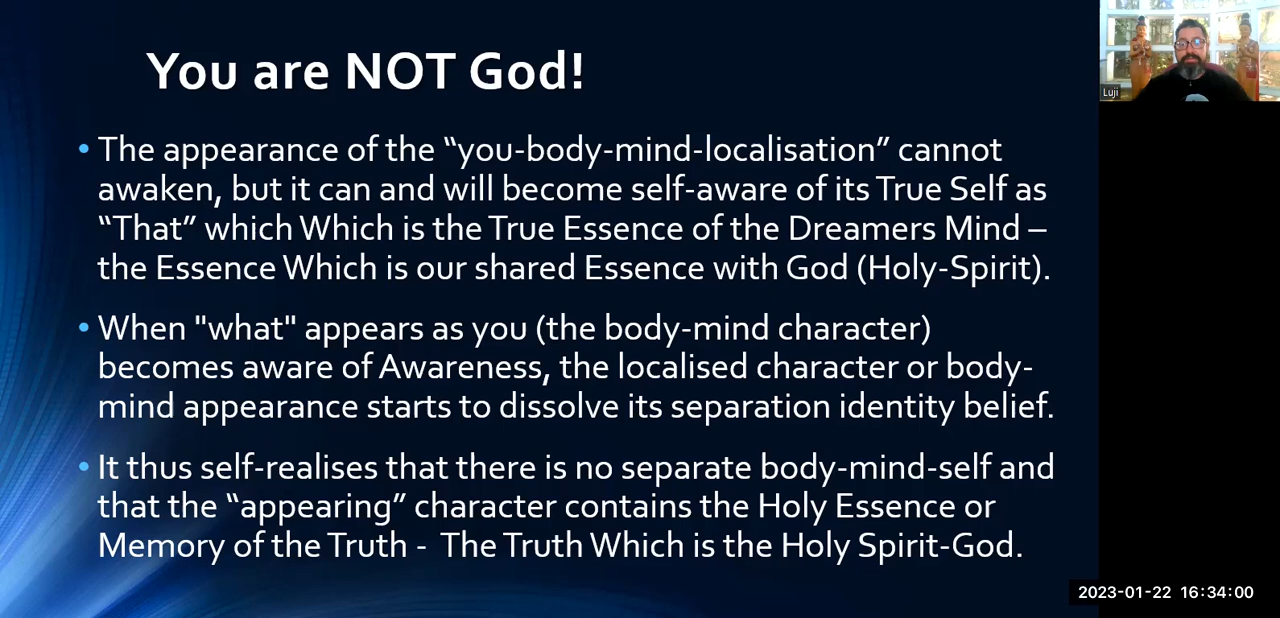 You are NOT God!
• The appearance of the “you-body-mind-localisation” cannot
awaken, but it can and will become self-aware of its True Self as
“That” which Which is the True Essence of the Dreamers Mind –
the Essence Which is our shared Essence with God (Holy-Spirit).
• When "what" appears as you (the body-mind character)
becomes aware of Awareness, the localised character or body-
mind appearance starts to dissolve its separation identity belief.
• It thus self-realises that there is no separate body-mind-self and
that the “appearing” character contains the Holy Essence or
Memory of the Truth -  The Truth Which is the Holy Spirit-God.
Luji
2023-01-22 16:34:00